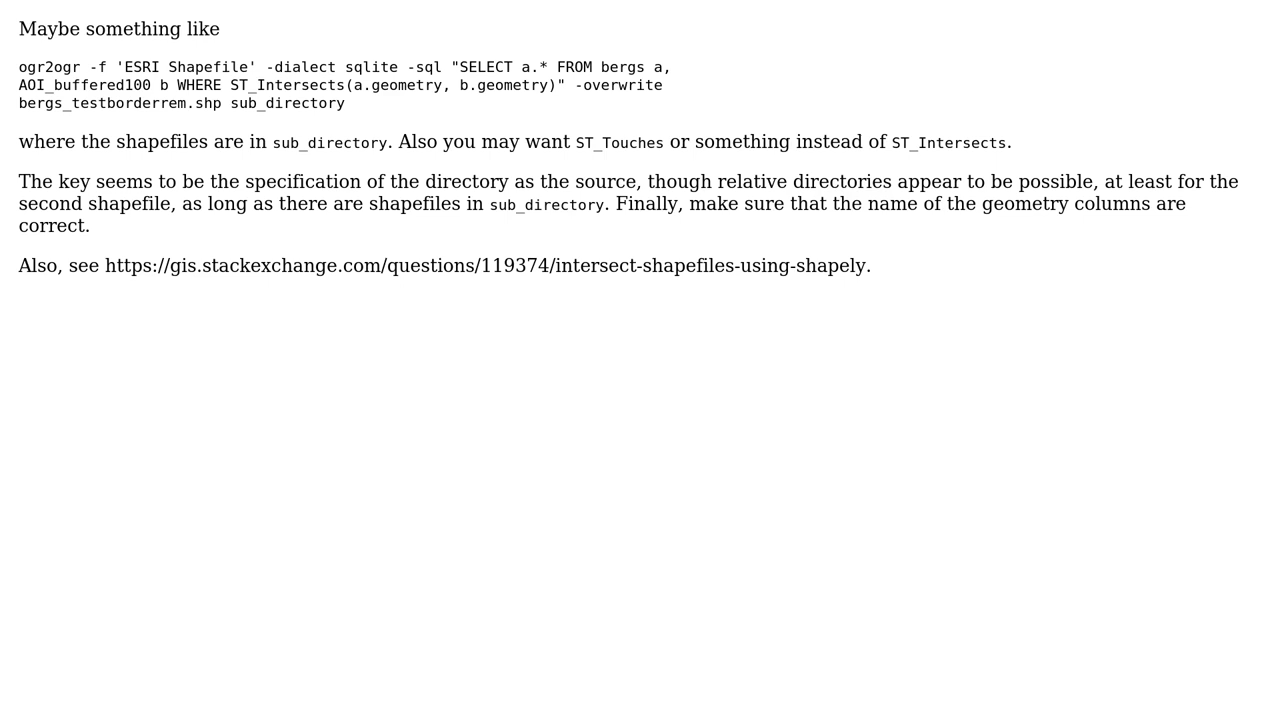 Maybe something like
ogr2ogr -f 'ESRI Shapefile' -dialect sqlite -sql "SELECT a.* FROM bergs a,
AOI_buffered100 b WHERE ST_Intersects(a.geometry, b.geometry)" -overwrite
bergs_testborderrem.shp sub_directory
where the shapefiles are in sub_directory. Also you may want ST_Touches or something instead of ST_Intersects.
The key seems to be the specification of the directory as the source, though relative directories appear to be possible, at least for the
second shapefile, as long as there are shapefiles in sub_directory. Finally, make sure that the name of the geometry columns are
correct.
Also, see https://gis.stackexchange.com/questions/119374/intersect-shapefiles-using-shapely.